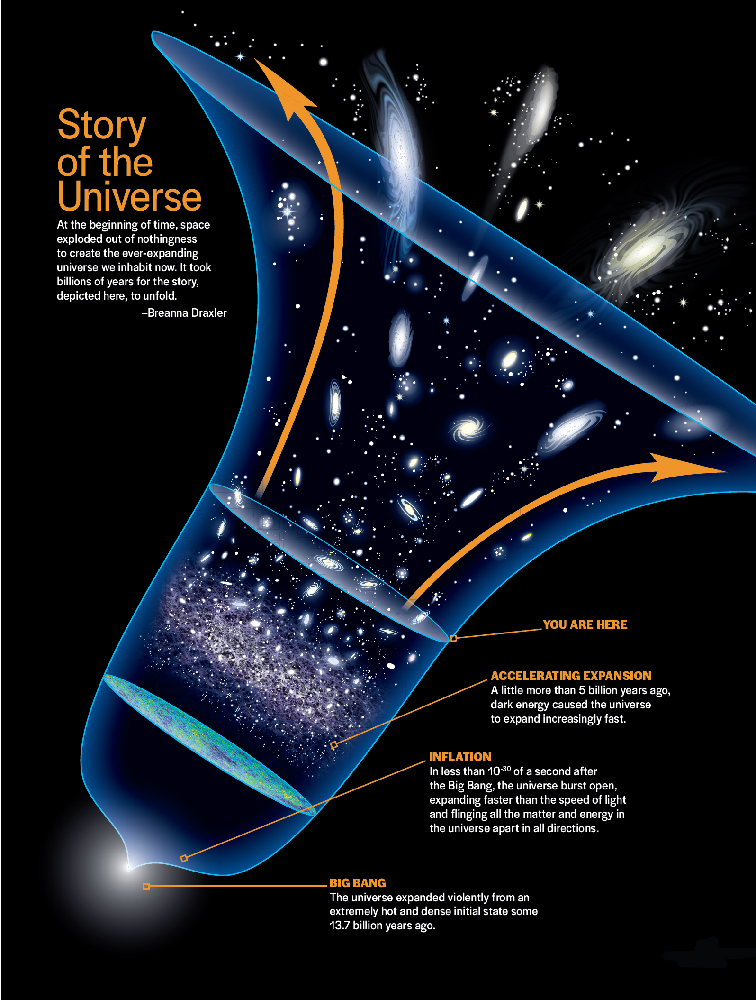 Story
of the
Universe
At the beginning of time, space
exploded out of nothingness
to create the ever-expanding
universe we inhabit now. It took
billions of years for the story,
depicted here, to unfold.
–Breanna Draxler
YOU ARE HERE
ACCELERATING EXPANSION
A little more than 5 billion years ago,
dark energy caused the universe
to expand increasingly fast.
INFLATION
In less than 10⁻³⁰ of a second after
the Big Bang, the universe burst open,
expanding faster than the speed of light
and flinging all the matter and energy in
the universe apart in all directions.
BIG BANG
The universe expanded violently from an
extremely hot and dense initial state some
13.7 billion years ago.